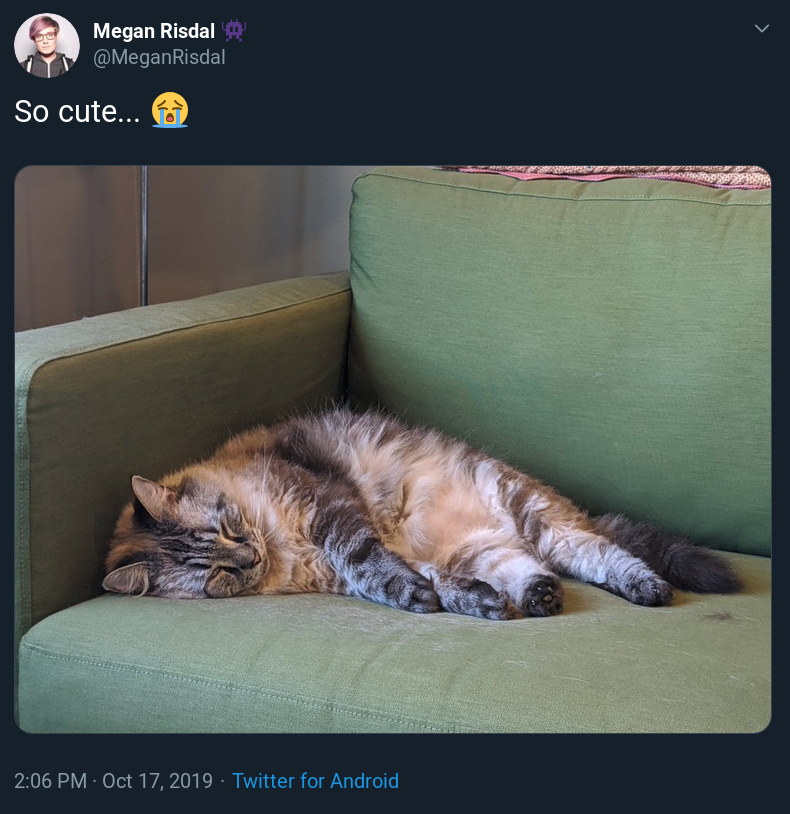 Megan Risdal 👾
@MeganRisdal
So cute... 😭
2:06 PM · Oct 17, 2019 · Twitter for Android